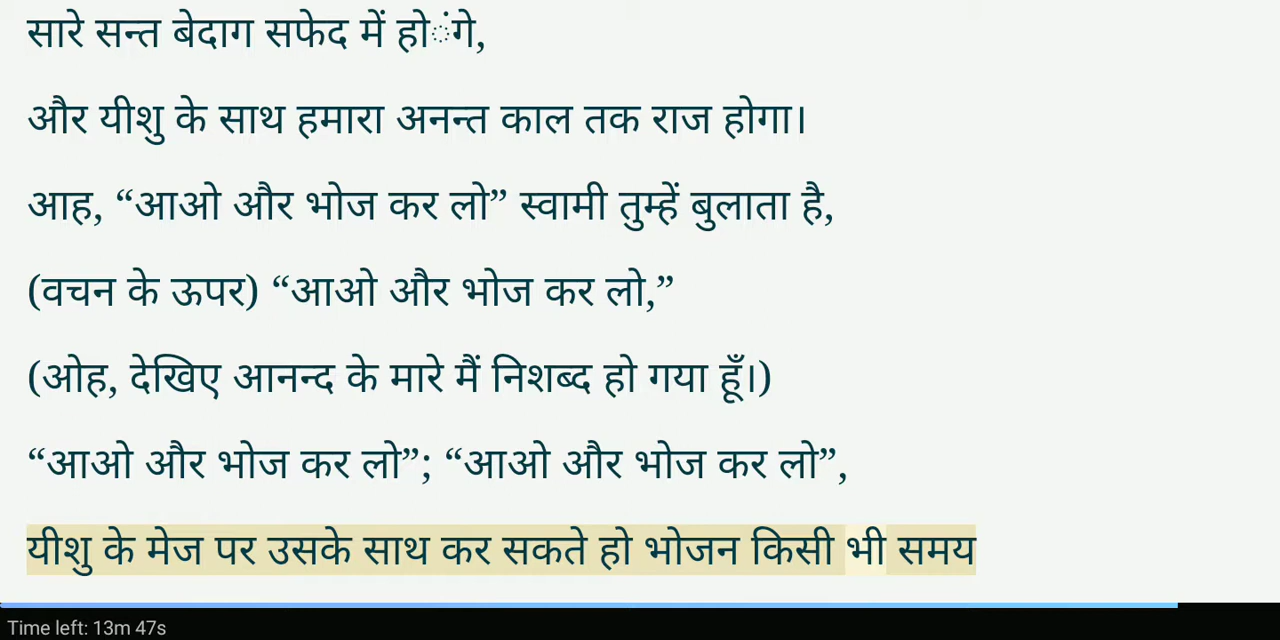 सारे सन्त बेदाग सफेद में होंगे,
और यीशु के साथ हमारा अनन्त काल तक राज होगा।
आह, “आओ और भोज कर लो” स्वामी तुम्हें बुलाता है,
(वचन के ऊपर) “आओ और भोज कर लो,”
(ओह, देखिए आनन्द के मारे मैं निशब्द हो गया हूँ।)
“आओ और भोज कर लो”; “आओ और भोज कर लो”,
यीशु के मेज पर उसके साथ कर सकते हो भोजन किसी भी समय
Time left: 13m 47s